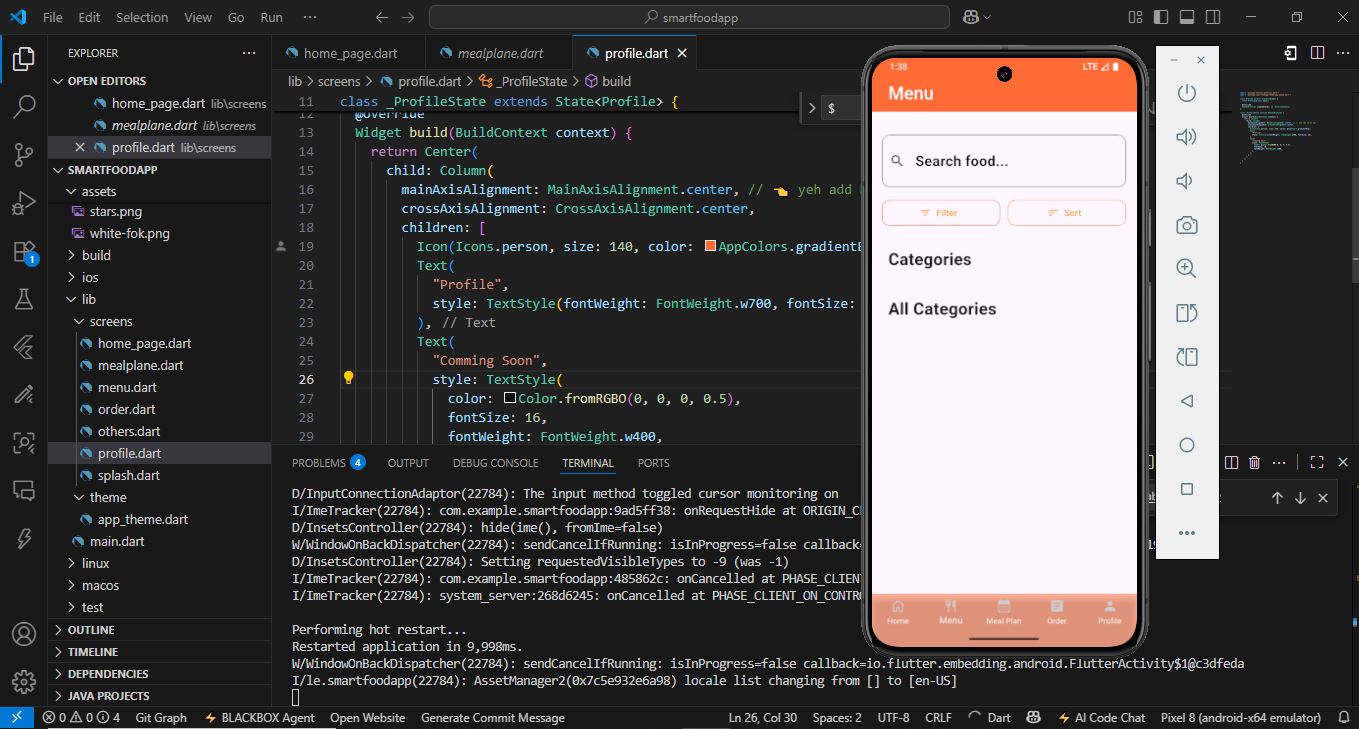 File Edit Selection View Go Run ···
smartfoodapp
EXPLORER ···
OPEN EDITORS
home_page.dart lib\screens
mealplane.dart lib\screens
profile.dart lib\screens
SMARTFOODAPP
assets
stars.png
white-fok.png
build
ios
lib
screens
home_page.dart
mealplane.dart
menu.dart
order.dart
others.dart
profile.dart
splash.dart
theme
app_theme.dart
main.dart
linux
macos
test
OUTLINE
TIMELINE
DEPENDENCIES
JAVA PROJECTS
1
home_page.dart mealplane.dart profile.dart
lib > screens > profile.dart > _ProfileState > build
11 class _ProfileState extends State<Profile> {
12 @override
13 Widget build(BuildContext context) {
14 return Center(
15 child: Column(
16 mainAxisAlignment: MainAxisAlignment.center, // 👈 yeh add
17 crossAxisAlignment: CrossAxisAlignment.center,
18 children: [
19 Icon(Icons.person, size: 140, color: AppColors.gradientE
20 Text(
21 "Profile",
22 style: TextStyle(fontWeight: FontWeight.w700, fontSize:
23 ), // Text
24 Text(
25 "Comming Soon",
26 style: TextStyle(
27 color: Color.fromRGBO(0, 0, 0, 0.5),
28 fontSize: 16,
29 fontWeight: FontWeight.w400,
> $
PROBLEMS 4 OUTPUT DEBUG CONSOLE TERMINAL PORTS
D/InputConnectionAdaptor(22784): The input method toggled cursor monitoring on
I/ImeTracker(22784): com.example.smartfoodapp:9ad5ff38: onRequestHide at ORIGIN_CL
D/InsetsController(22784): hide(ime(), fromIme=false)
W/WindowOnBackDispatcher(22784): sendCancelIfRunning: isInProgress=false callback=
D/InsetsController(22784): Setting requestedVisibleTypes to -9 (was -1)
I/ImeTracker(22784): com.example.smartfoodapp:485862c: onCancelled at PHASE_CLIENT
I/ImeTracker(22784): system_server:268d6245: onCancelled at PHASE_CLIENT_ON_CONTRO
Performing hot restart...
Restarted application in 9,998ms.
W/WindowOnBackDispatcher(22784): sendCancelIfRunning: isInProgress=false callback=io.flutter.embedding.android.FlutterActivity$1@c3dfeda
I/le.smartfoodapp(22784): AssetManager2(0x7c5e932e6a98) locale list changing from [] to [en-US]
1:38 LTE
Menu
Search food...
Filter Sort
Categories
All Categories
Home Menu Meal Plan Order Profile
0 0 4 Git Graph BLACKBOX Agent Open Website Generate Commit Message Ln 26, Col 30 Spaces: 2 UTF-8 CRLF Dart AI Code Chat Pixel 8 (android-x64 emulator)